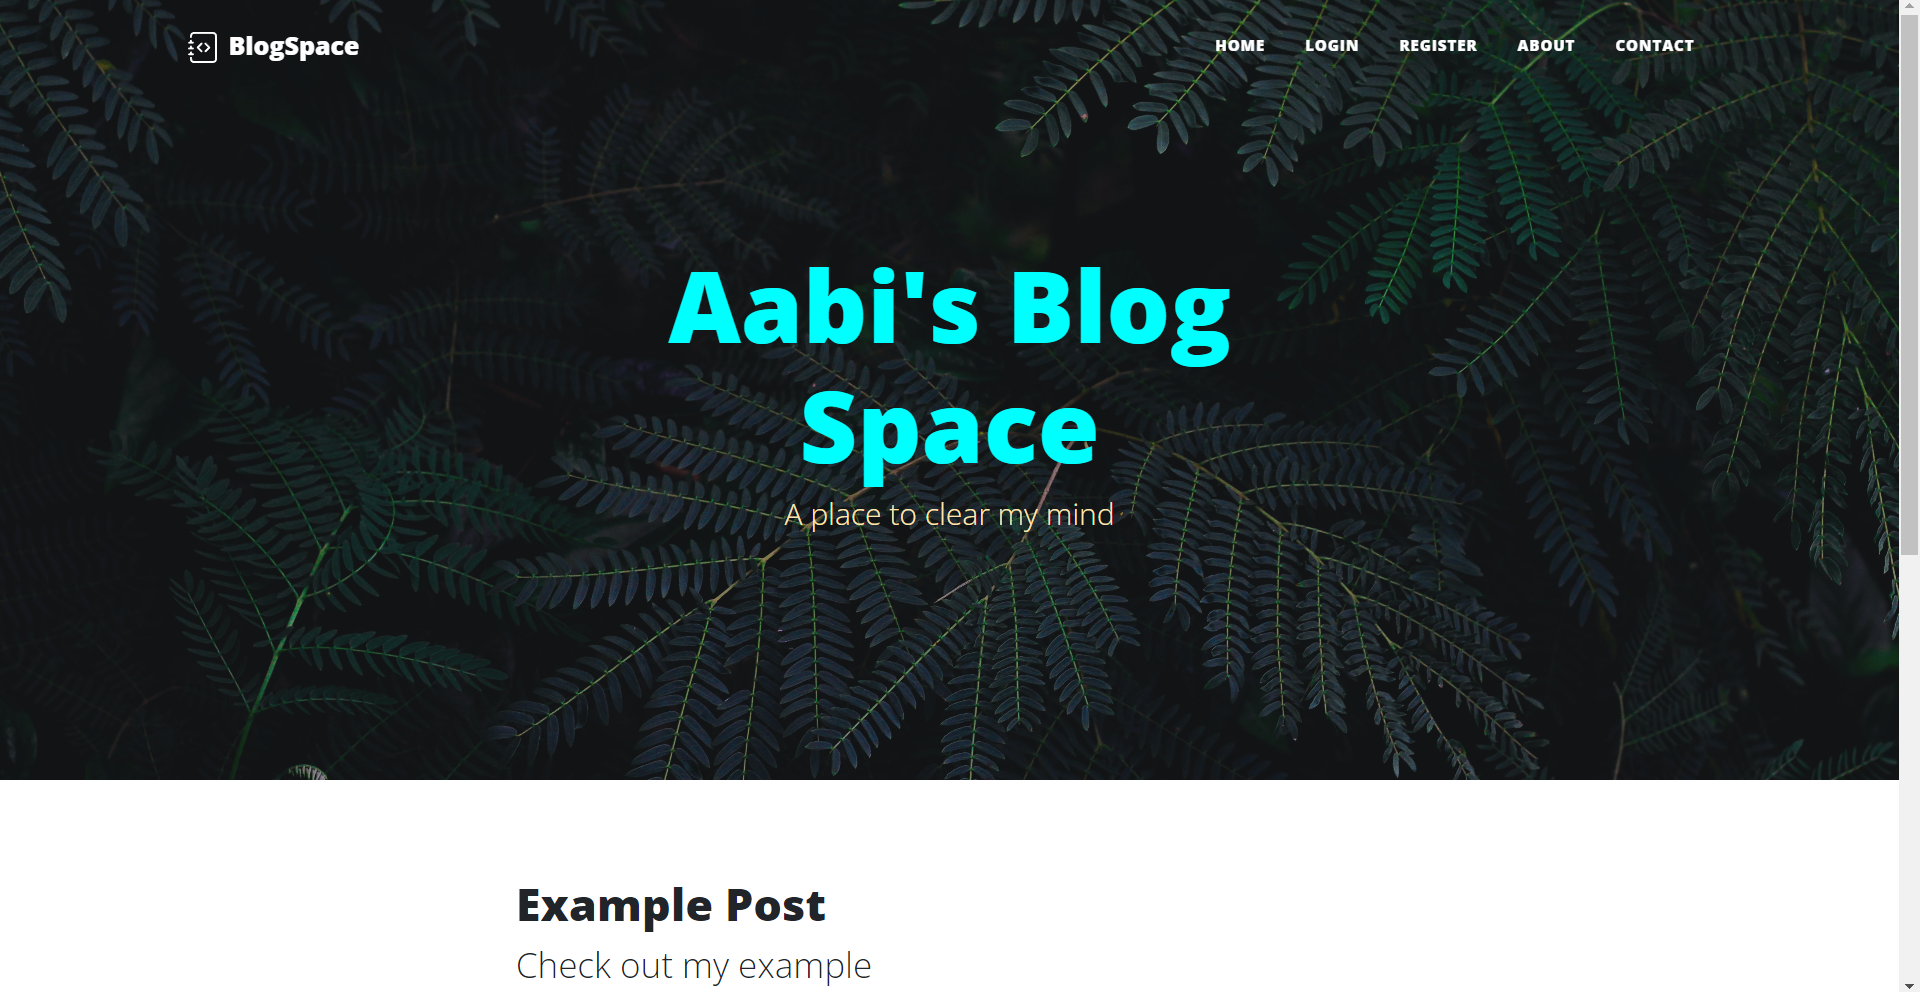 BlogSpace
HOME LOGIN REGISTER ABOUT CONTACT
Aabi's Blog
Space
A place to clear my mind
Example Post
Check out my example